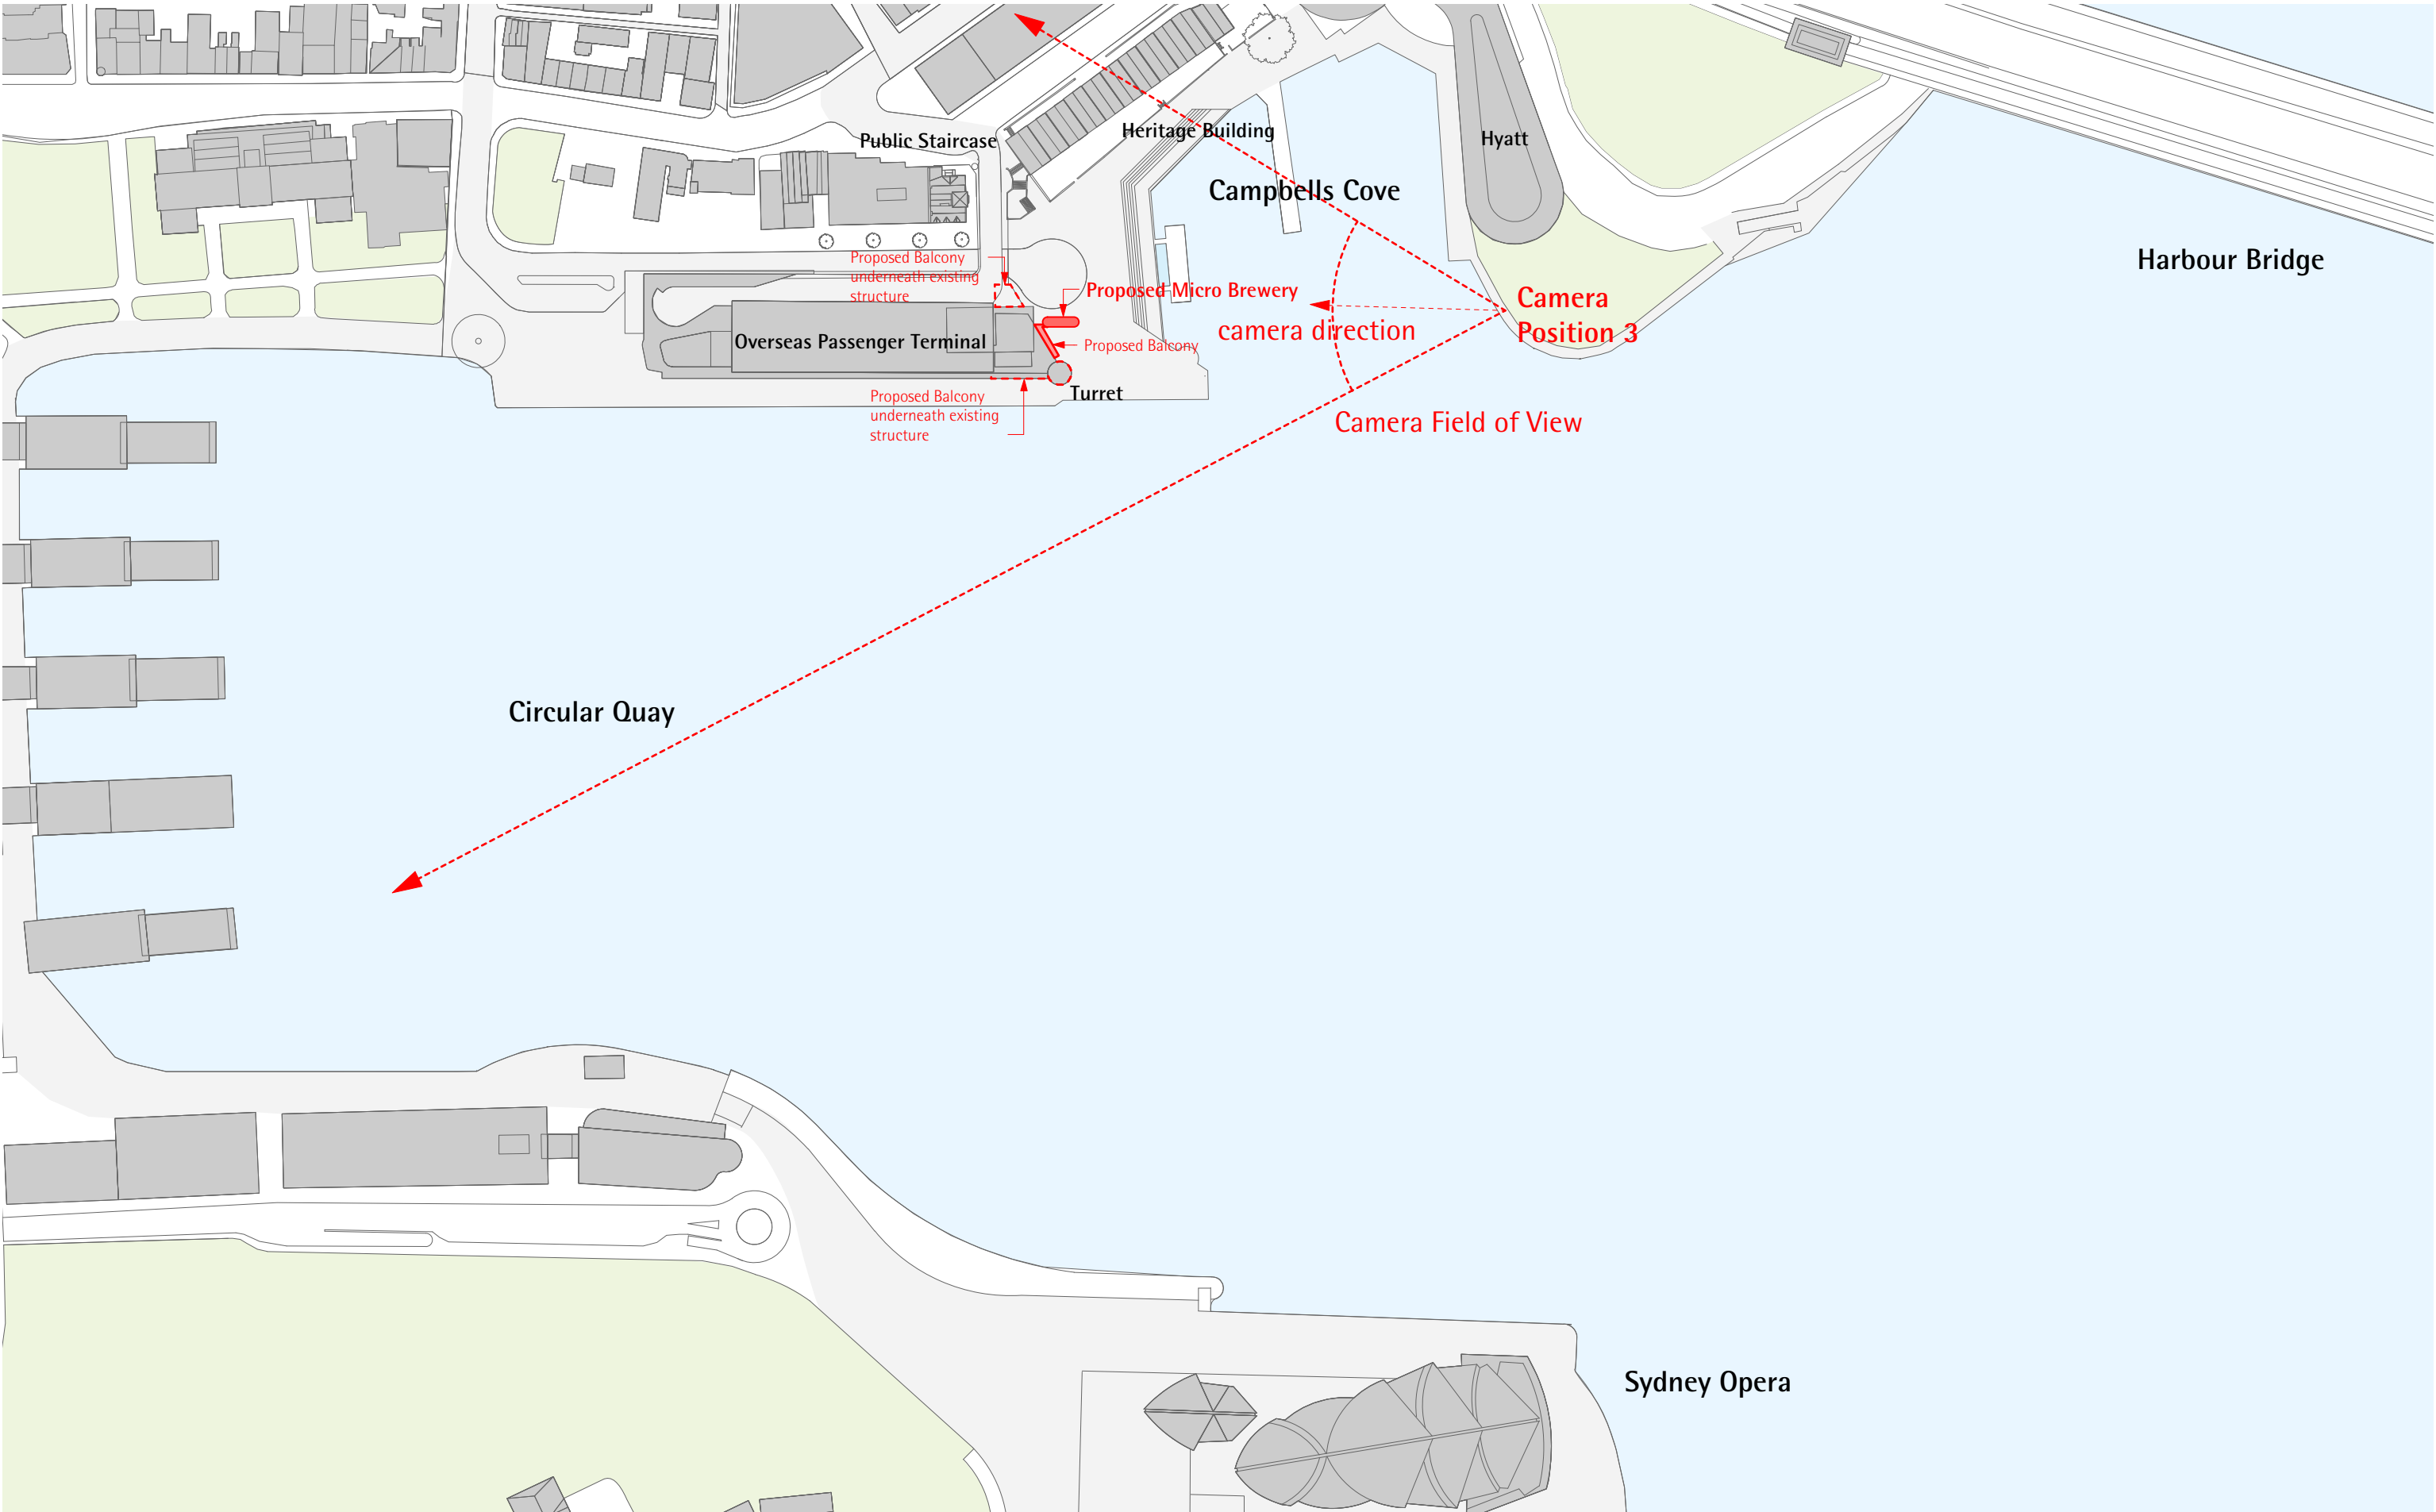 Public Staircase
Heritage Building
Hyatt
Campbells Cove
Harbour Bridge
Proposed Balcony
underneath existing
structure
Proposed Micro Brewery
Camera
Position 3
camera direction
Overseas Passenger Terminal
Proposed Balcony
Turret
Proposed Balcony
underneath existing
structure
Camera Field of View
Circular Quay
Sydney Opera